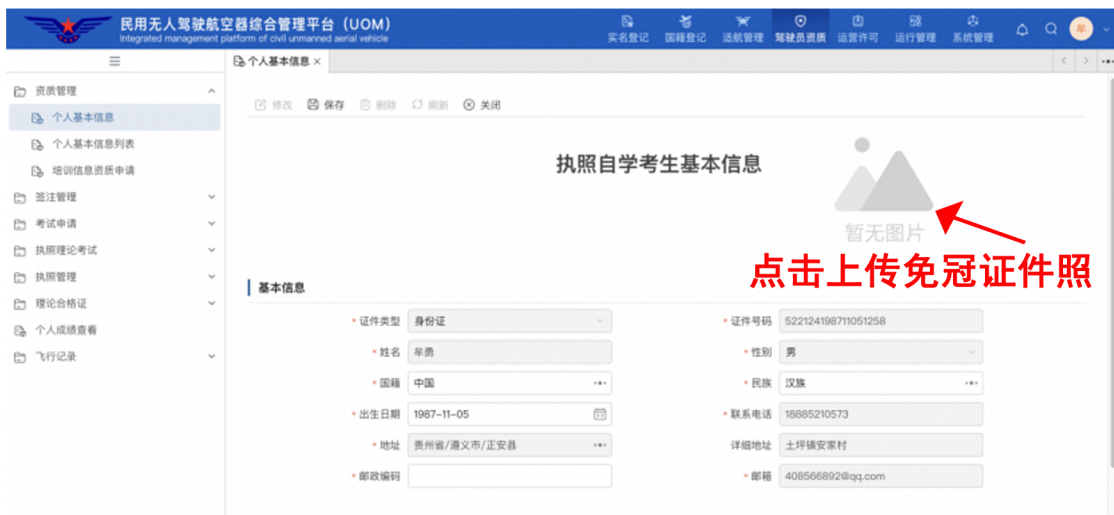 民用无人驾驶航空器综合管理平台（UOM）
Integrated management platform of civil unmanned aerial vehicle
实名登记 国籍登记 适航管理 驾驶员资质 运营许可 运行管理 系统管理 牟
个人基本信息 ×
资质管理
个人基本信息
个人基本信息列表
培训信息资质申请
签注管理
考试申请
执照理论考试
执照管理
理论合格证
个人成绩查看
飞行记录
修改 保存 删除 刷新 关闭
执照自学考生基本信息
暂无图片
点击上传免冠证件照
基本信息
* 证件类型 身份证 * 证件号码 522124198711051258
* 姓名 牟勇 * 性别 男
* 国籍 中国 * 民族 汉族
* 出生日期 1987-11-05 * 联系电话 18885210573
* 地址 贵州省/遵义市/正安县 详细地址 土坪镇安家村
* 邮政编码 * 邮箱 408566892@qq.com